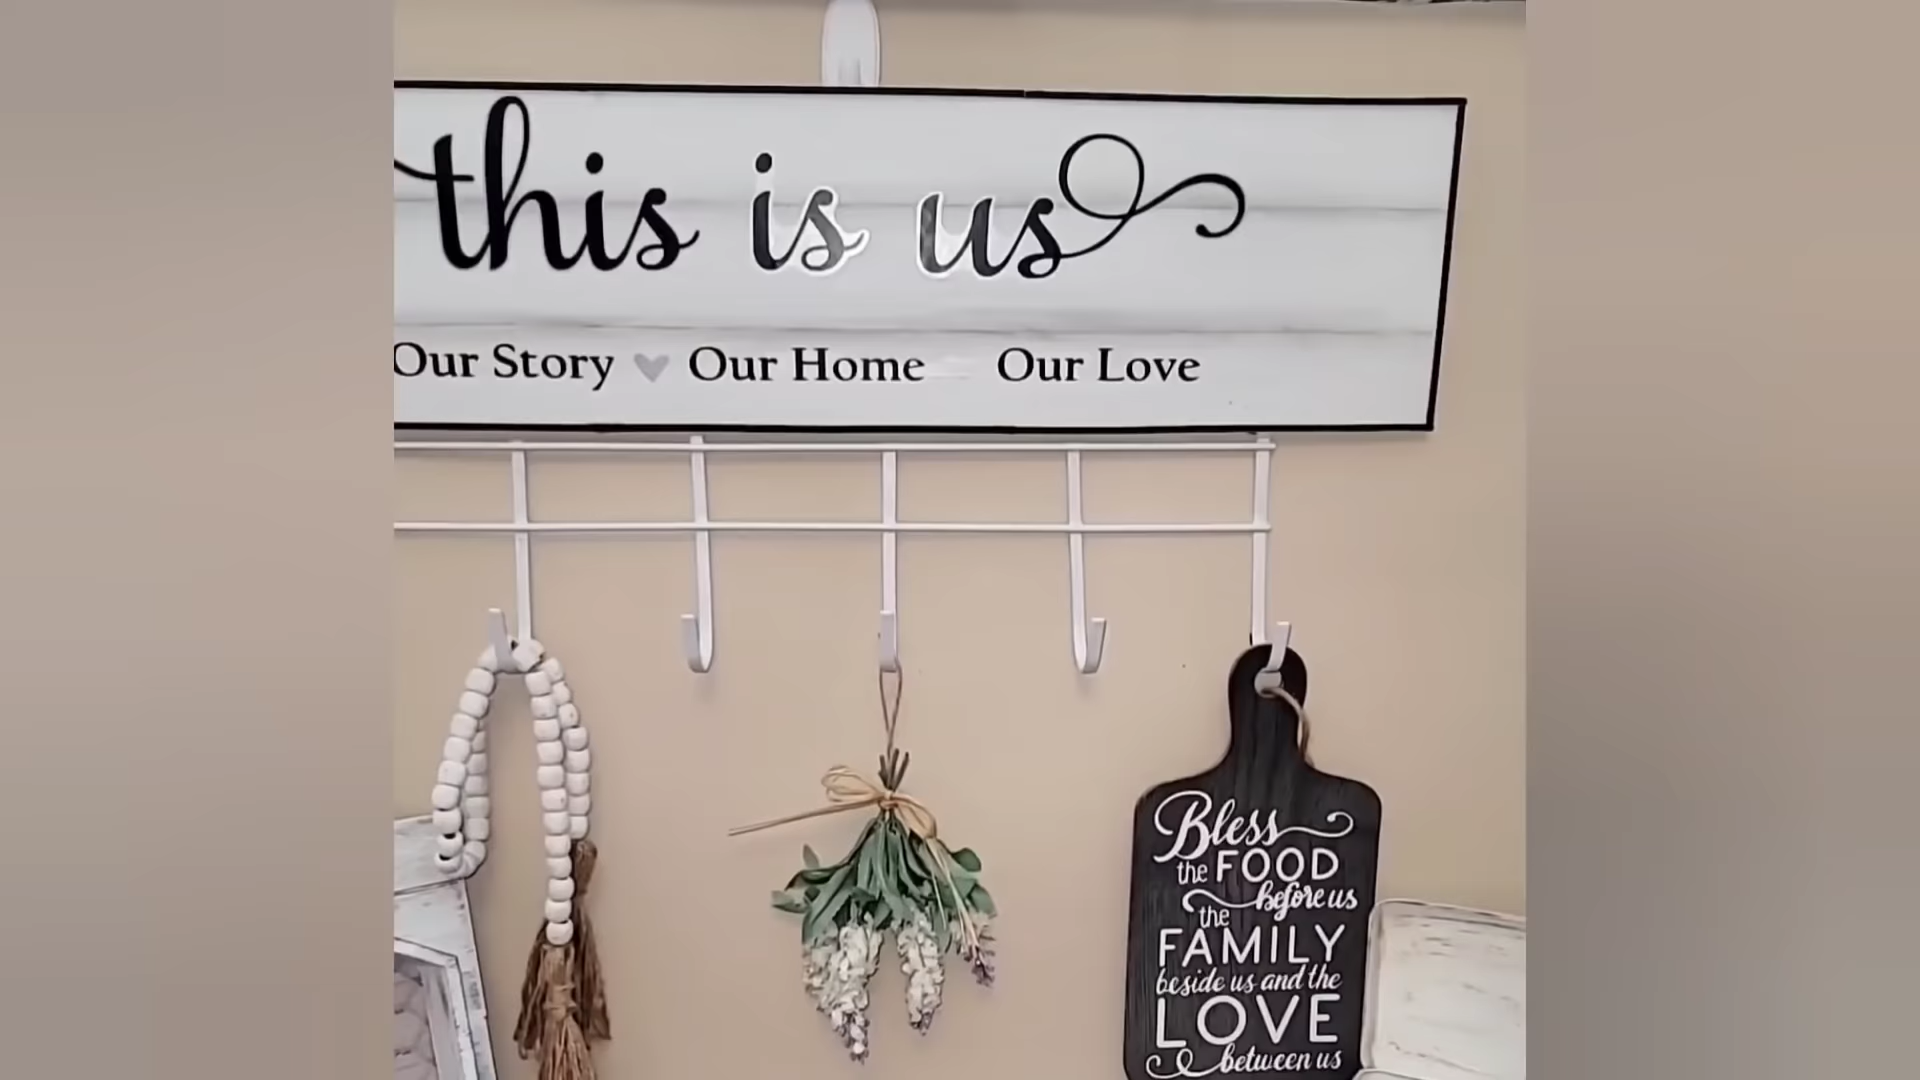 this is us
Our Story Our Home Our Love
Bless
the FOOD
before us
the
FAMILY
beside us and the
LOVE
between us